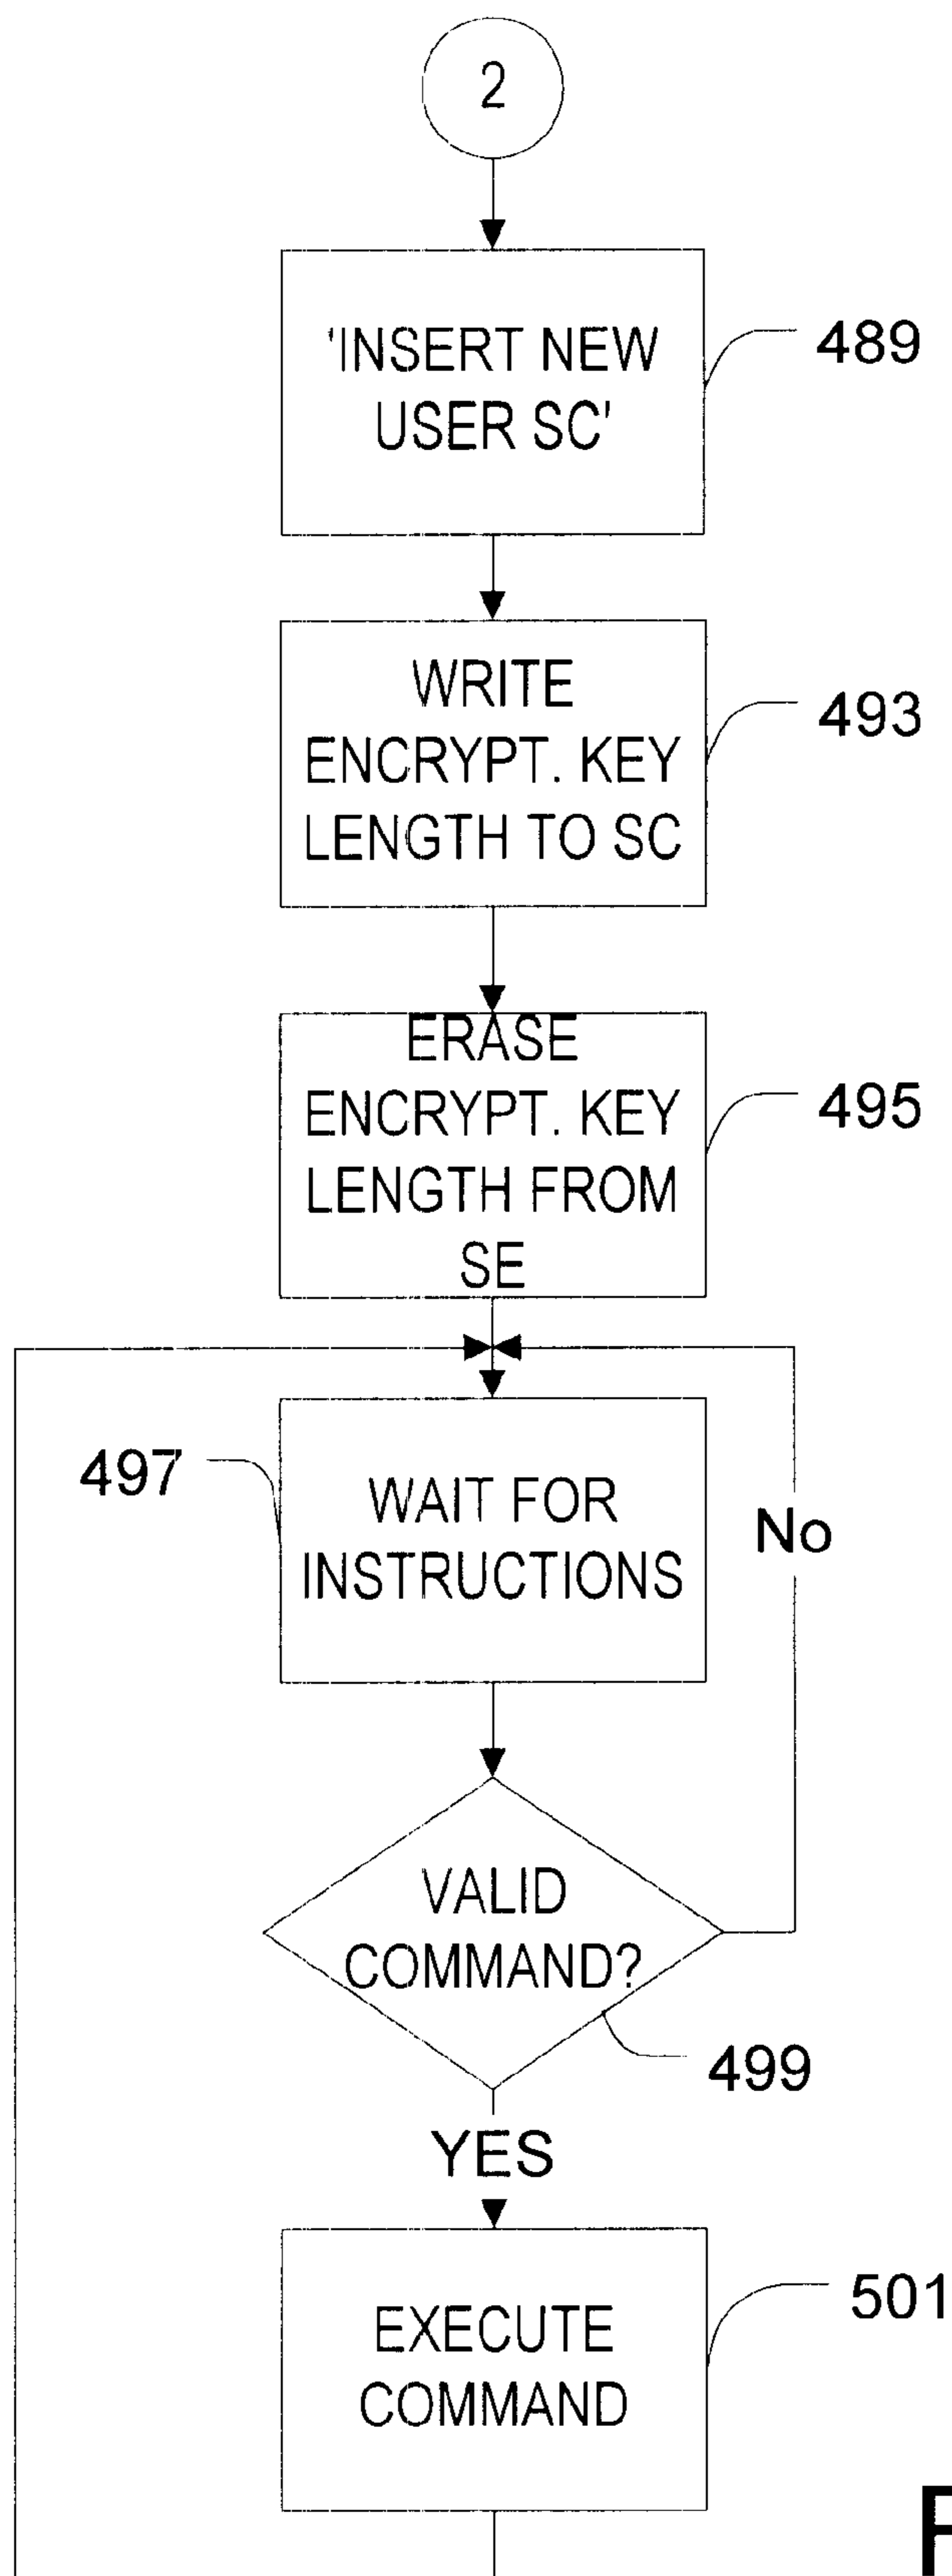 2
'INSERT NEW
USER SC'
489
WRITE
ENCRYPT. KEY
LENGTH TO SC
493
ERASE
ENCRYPT. KEY
LENGTH FROM
SE
495
497
WAIT FOR
INSTRUCTIONS
No
VALID
COMMAND?
499
YES
EXECUTE
COMMAND
501